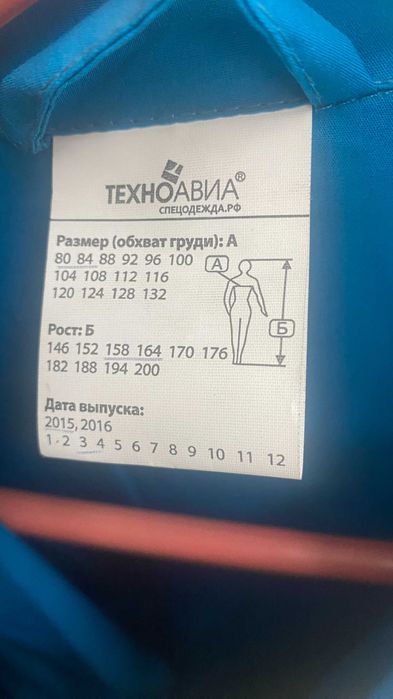 ТЕХНОАВИА®
СПЕЦОДЕЖДА.РФ
Размер (обхват груди): А
80 84 88 92 96 100
104 108 112 116
120 124 128 132
А
Б
Рост: Б
146 152 158 164 170 176
182 188 194 200
Дата выпуска:
2015, 2016
1 - 2 3 4 5 6 7 8 9 10 11 12